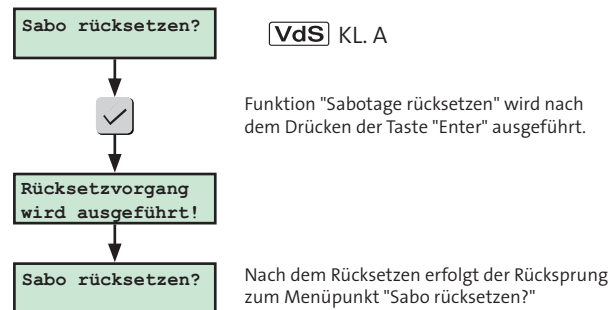 Sabo rücksetzen?
VdS KL. A
Funktion "Sabotage rücksetzen" wird nach
dem Drücken der Taste "Enter" ausgeführt.
Rücksetzvorgang
wird ausgeführt!
Sabo rücksetzen?
Nach dem Rücksetzen erfolgt der Rücksprung
zum Menüpunkt "Sabo rücksetzen?"